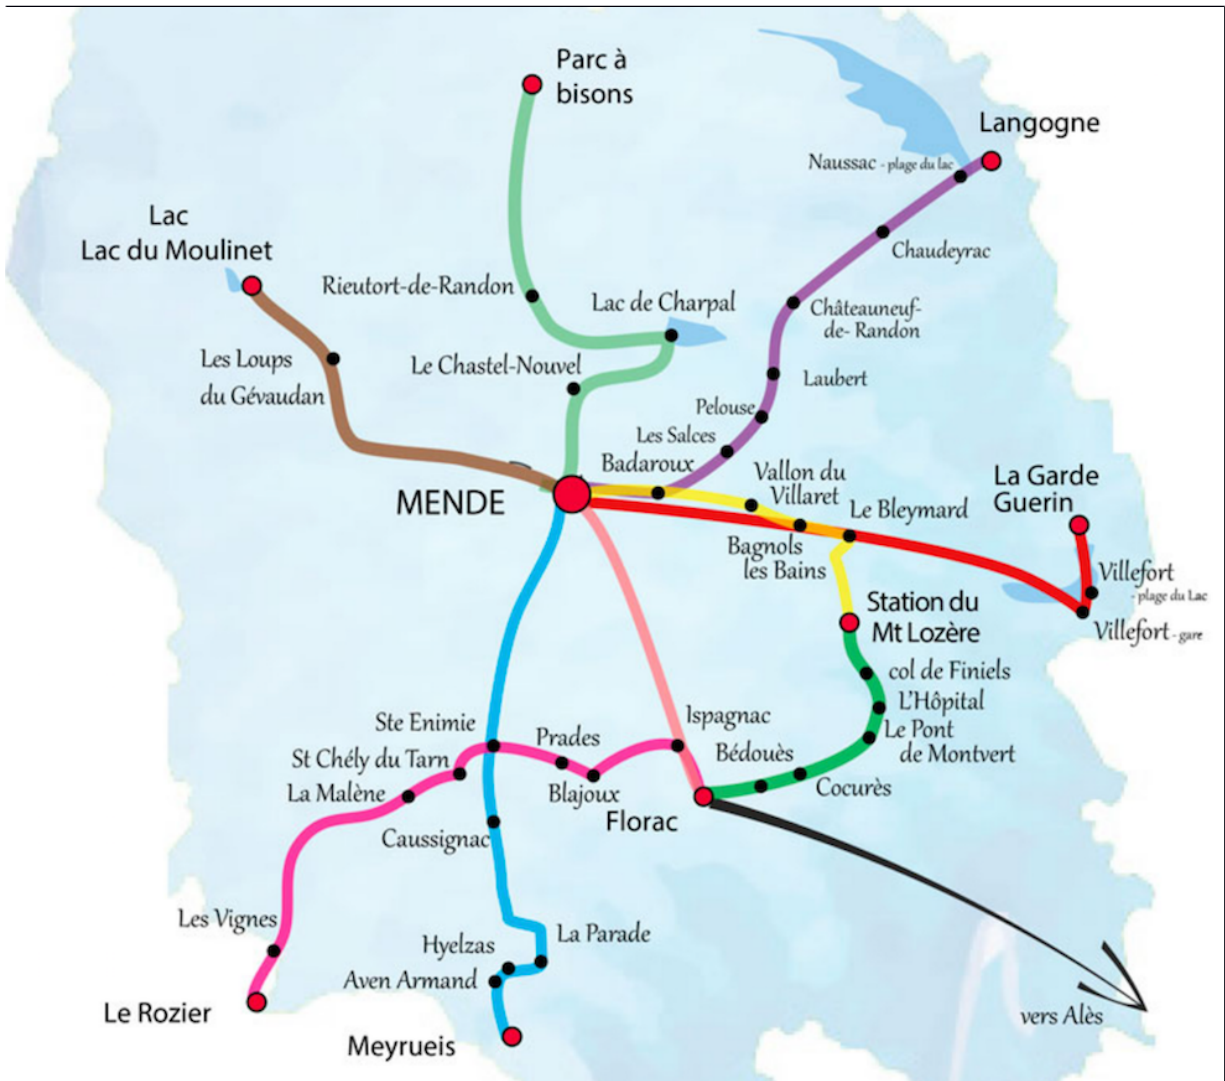 Parc à
bisons
Langogne
Naussac - plage du lac
Chaudeyrac
Lac
Lac du Moulinet
Rieutort-de-Randon
Lac de Charpal
Châteauneuf-
de- Randon
Les Loups
du Gévaudan
Le Chastel-Nouvel
Laubert
Pelouse
Les Salces
Badaroux
MENDE
Vallon du
Villaret
Le Bleymard
La Garde
Guerin
Bagnols
les Bains
Villefort
- plage du Lac
Villefort - gare
Station du
Mt Lozère
col de Finiels
L'Hôpital
Le Pont
de Montvert
Ispagnac
Ste Enimie
Prades
Bédouès
St Chély du Tarn
La Malène
Blajoux
Cocurès
Florac
Caussignac
Les Vignes
La Parade
Hyelzas
Aven Armand
Le Rozier
Meyrueis
vers Alès